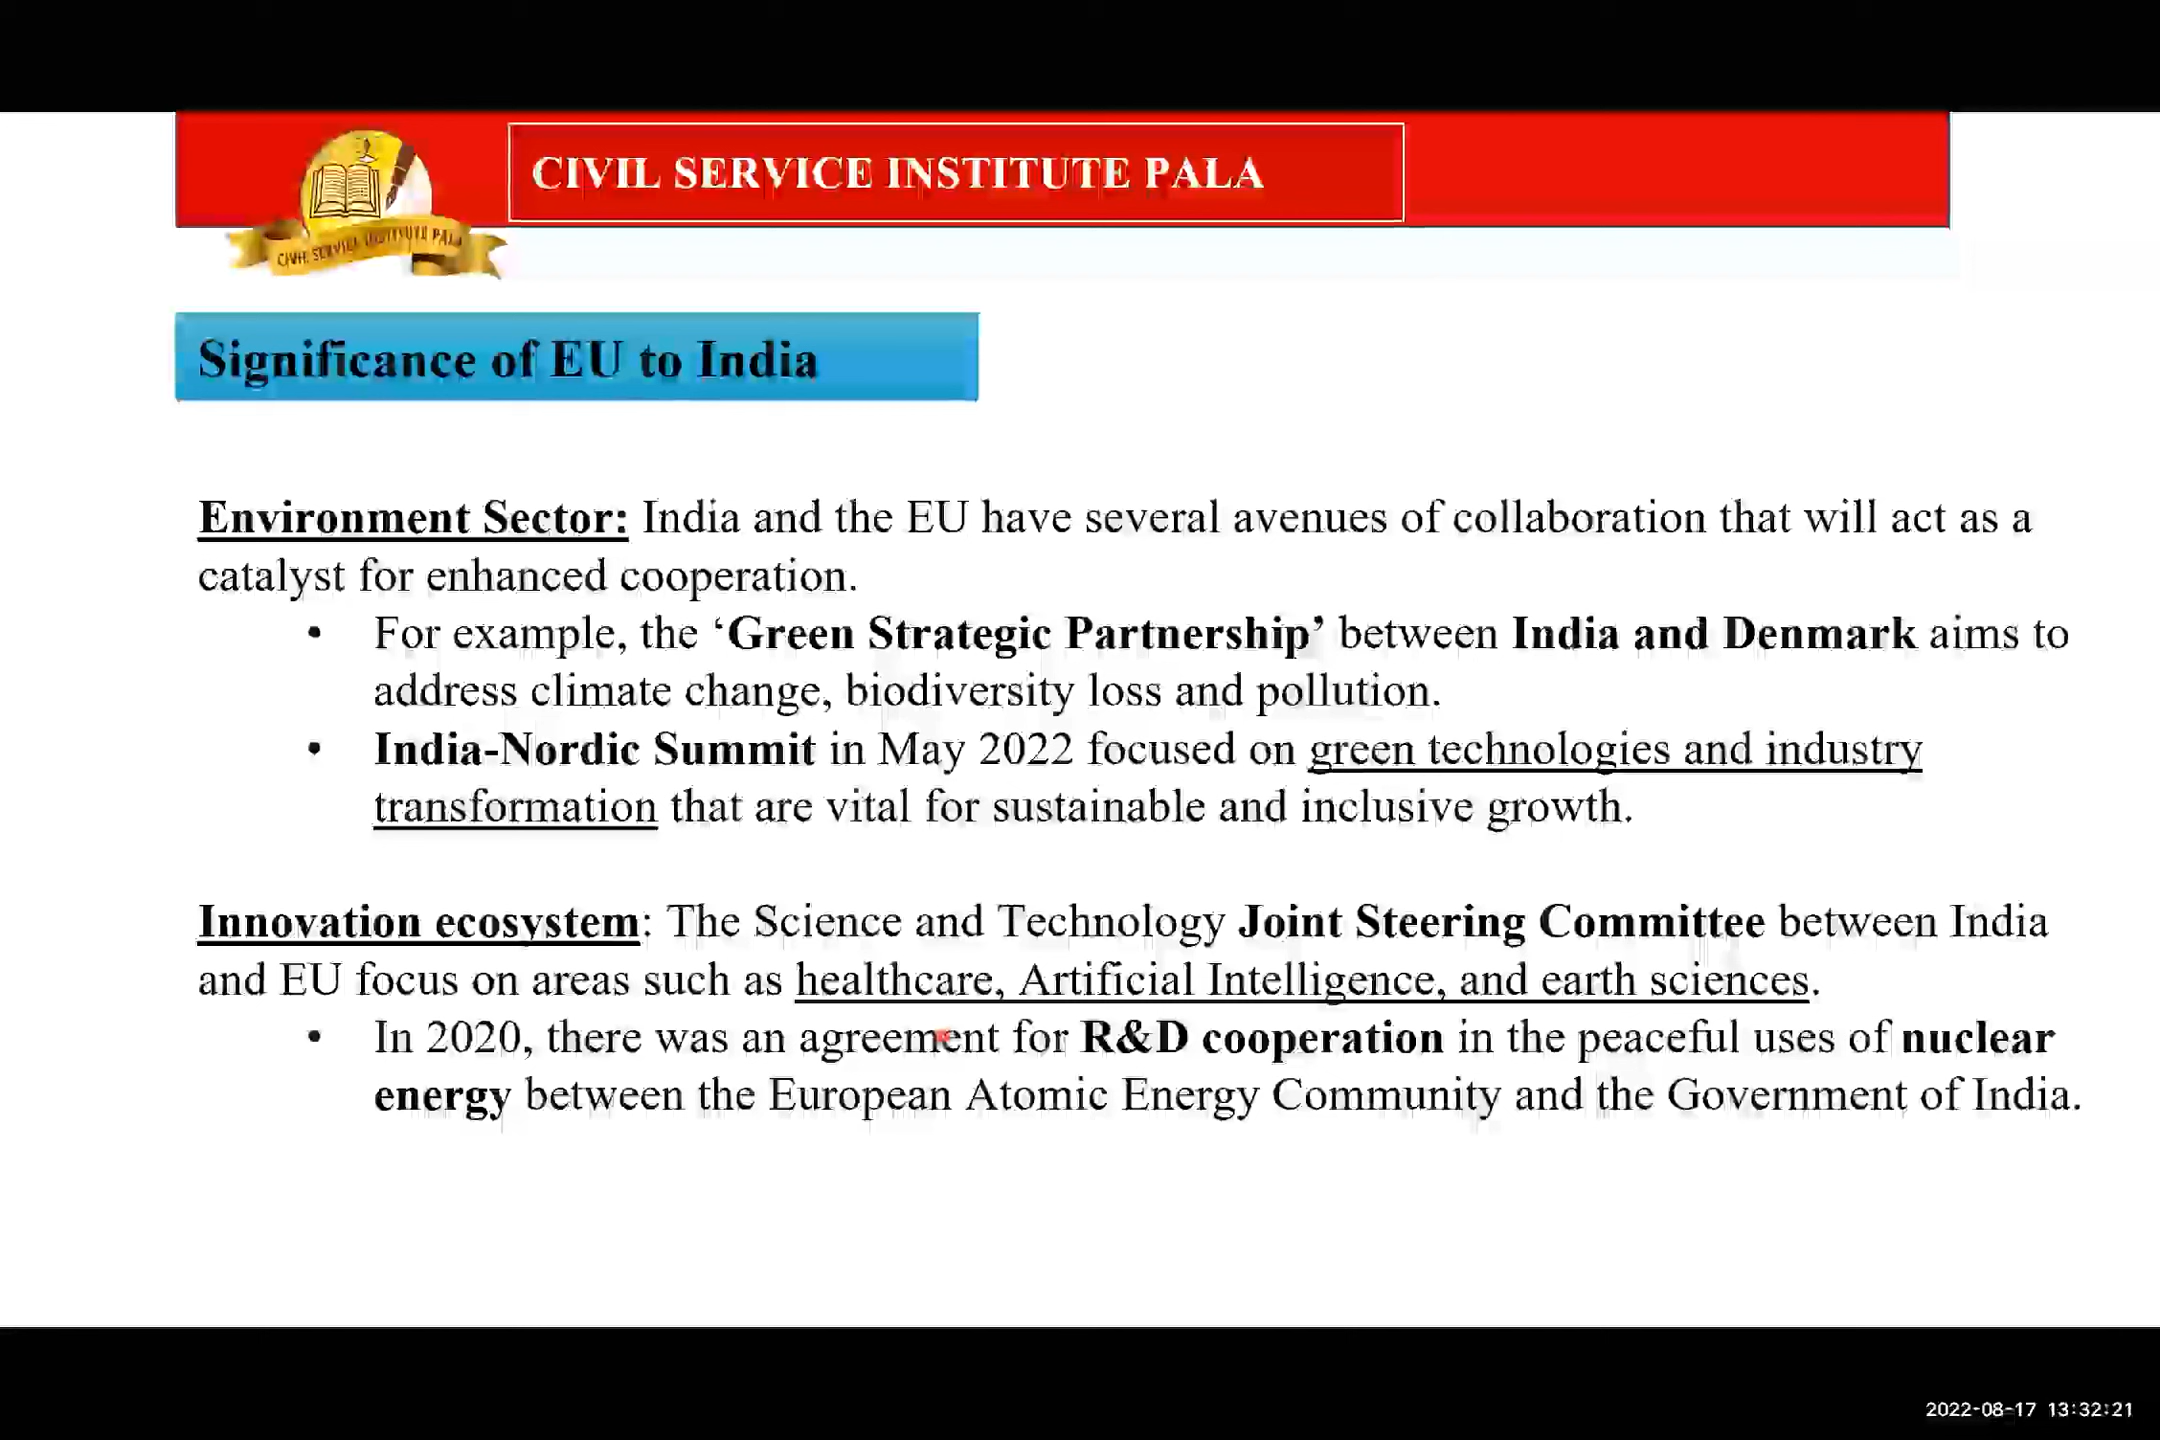 CIVIL SERVICE INSTITUTE PALA
CIVIL SERVICE INSTITUTE PALA
Significance of EU to India
Environment Sector: India and the EU have several avenues of collaboration that will act as a
catalyst for enhanced cooperation.
• For example, the ‘Green Strategic Partnership’ between India and Denmark aims to
address climate change, biodiversity loss and pollution.
• India-Nordic Summit in May 2022 focused on green technologies and industry
transformation that are vital for sustainable and inclusive growth.
Innovation ecosystem: The Science and Technology Joint Steering Committee between India
and EU focus on areas such as healthcare, Artificial Intelligence, and earth sciences.
• In 2020, there was an agreement for R&D cooperation in the peaceful uses of nuclear
energy between the European Atomic Energy Community and the Government of India.
2022-08-17 13:32:21